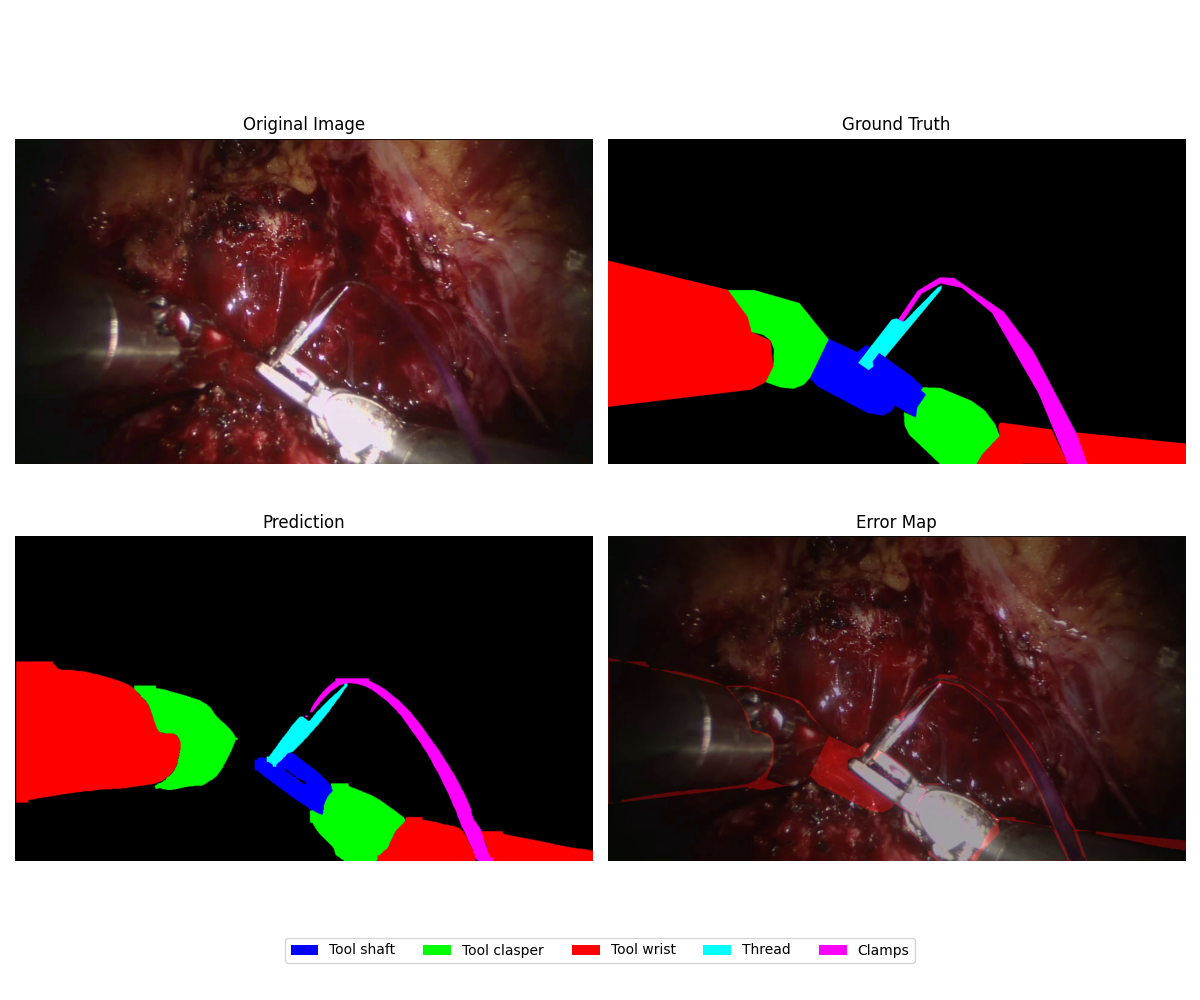 Original Image
Ground Truth
Prediction
Error Map
Tool shaft
Tool clasper
Tool wrist
Thread
Clamps